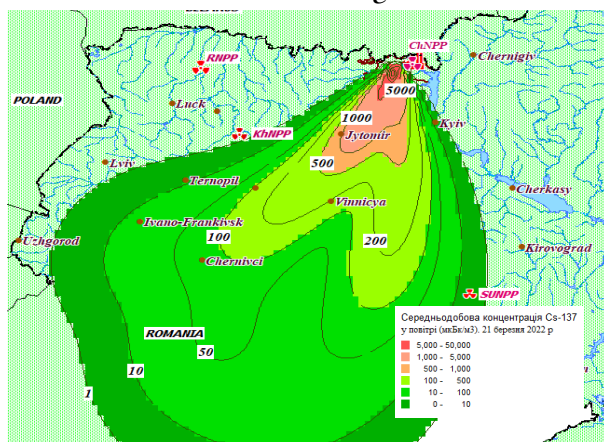 RNPP
ChNPP
Chernigiv
POLAND
Luck
5000
1000
Jytomir
Kyiv
KhNPP
Lviv
500
Ternopil
Cherkasy
Vinnicya
Ivano-Frankivsk
Uzhgorod
100
200
Kirovograd
Chernivci
SUNPP
ROMANIA
50
10
1
Середньодобова концентрація Cs-137
у повітрі (мкБк/м3). 21 березня 2022 р
5,000 - 50,000
1,000 - 5,000
500 - 1,000
100 - 500
10 - 100
0 - 10